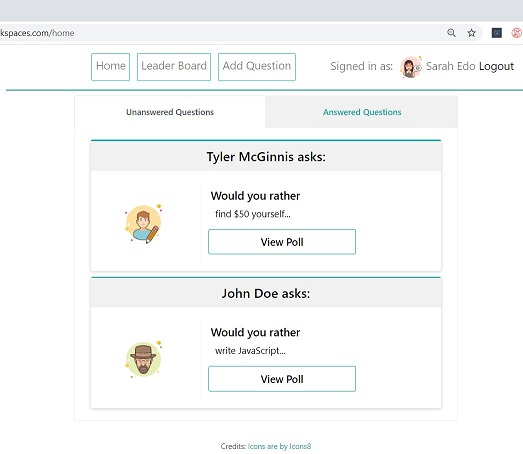 kspaces.com/home
Home Leader Board Add Question Signed in as: Sarah Edo Logout
Unanswered Questions Answered Questions
Tyler McGinnis asks:
Would you rather
find $50 yourself...
View Poll
John Doe asks:
Would you rather
write JavaScript...
View Poll
Credits: Icons are by Icons8